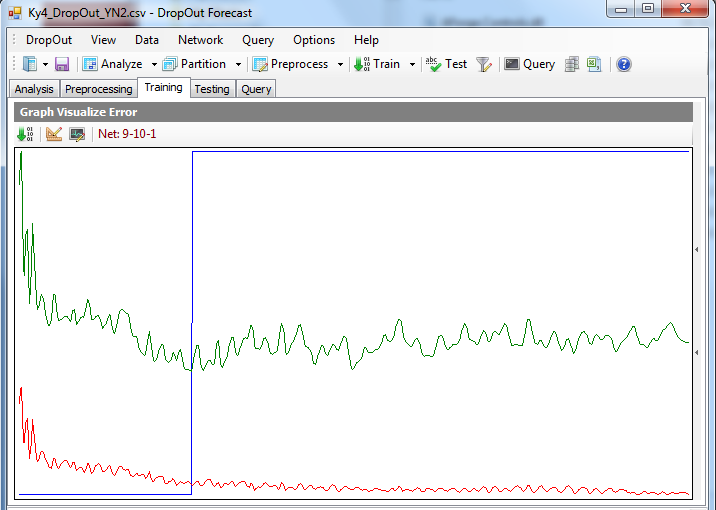 Ky4_DropOut_YN2.csv - DropOut Forecast
DropOut View Data Network Query Options Help
Analyze Partition Preprocess Train abc Test Query
Analysis Preprocessing Training Testing Query
Graph Visualize Error
Net: 9-10-1